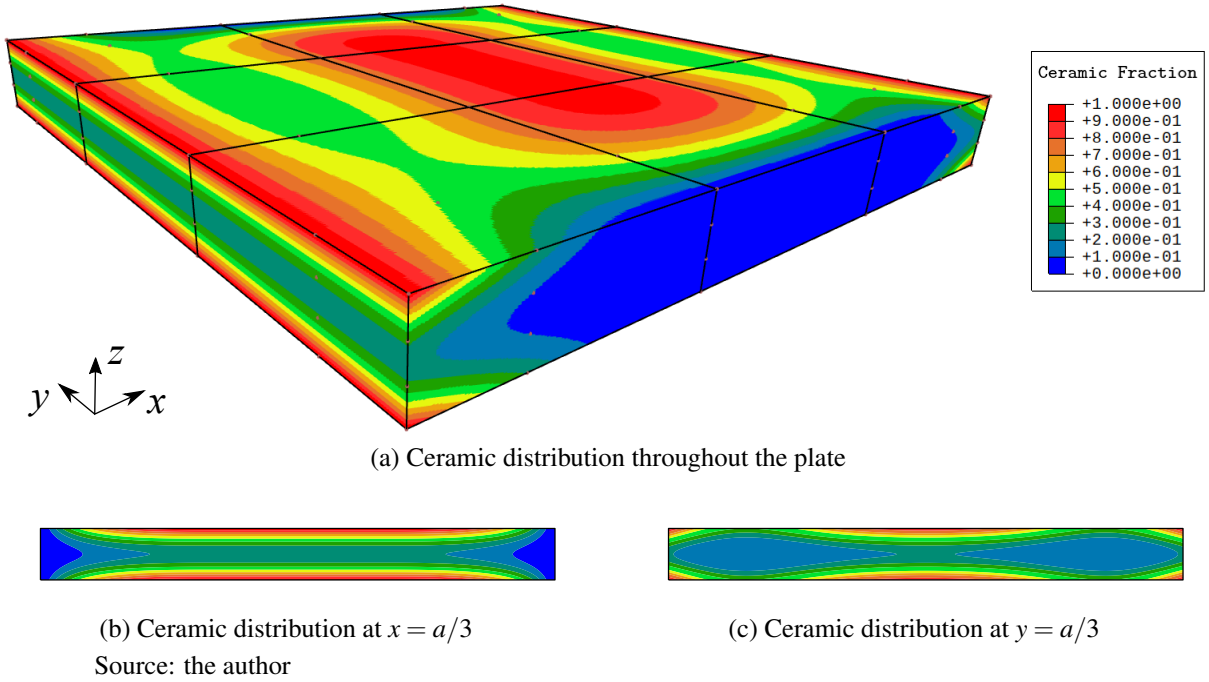 Ceramic Fraction
+1.000e+00
+9.000e-01
+8.000e-01
+7.000e-01
+6.000e-01
+5.000e-01
+4.000e-01
+3.000e-01
+2.000e-01
+1.000e-01
+0.000e+00
z
y
x
(a) Ceramic distribution throughout the plate
(b) Ceramic distribution at x = a/3
(c) Ceramic distribution at y = a/3
Source: the author